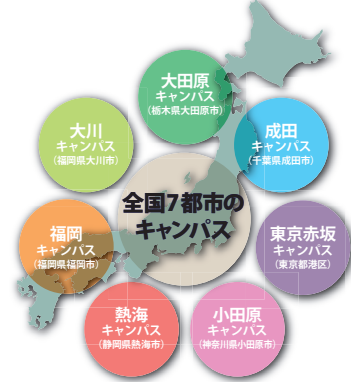 大田原
キャンパス
（栃木県大田原市）
大川
キャンパス
（福岡県大川市）
成田
キャンパス
（千葉県成田市）
全国7都市の
キャンパス
福岡
キャンパス
（福岡県福岡市）
東京赤坂
キャンパス
（東京都港区）
熱海
キャンパス
（静岡県熱海市）
小田原
キャンパス
（神奈川県小田原市）